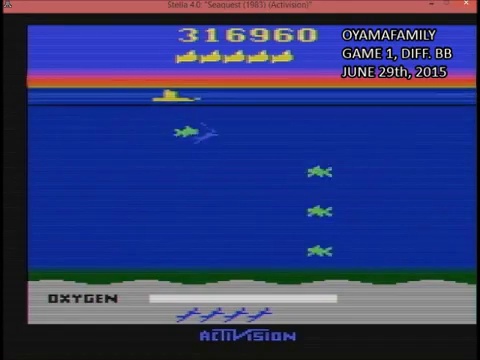 Stella 4.0: "Seaquest (1983) (Activision)"
316960
OYAMAFAMILY
GAME 1, DIFF. BB
JUNE 29th, 2015
OXYGEN
ACTIVISION